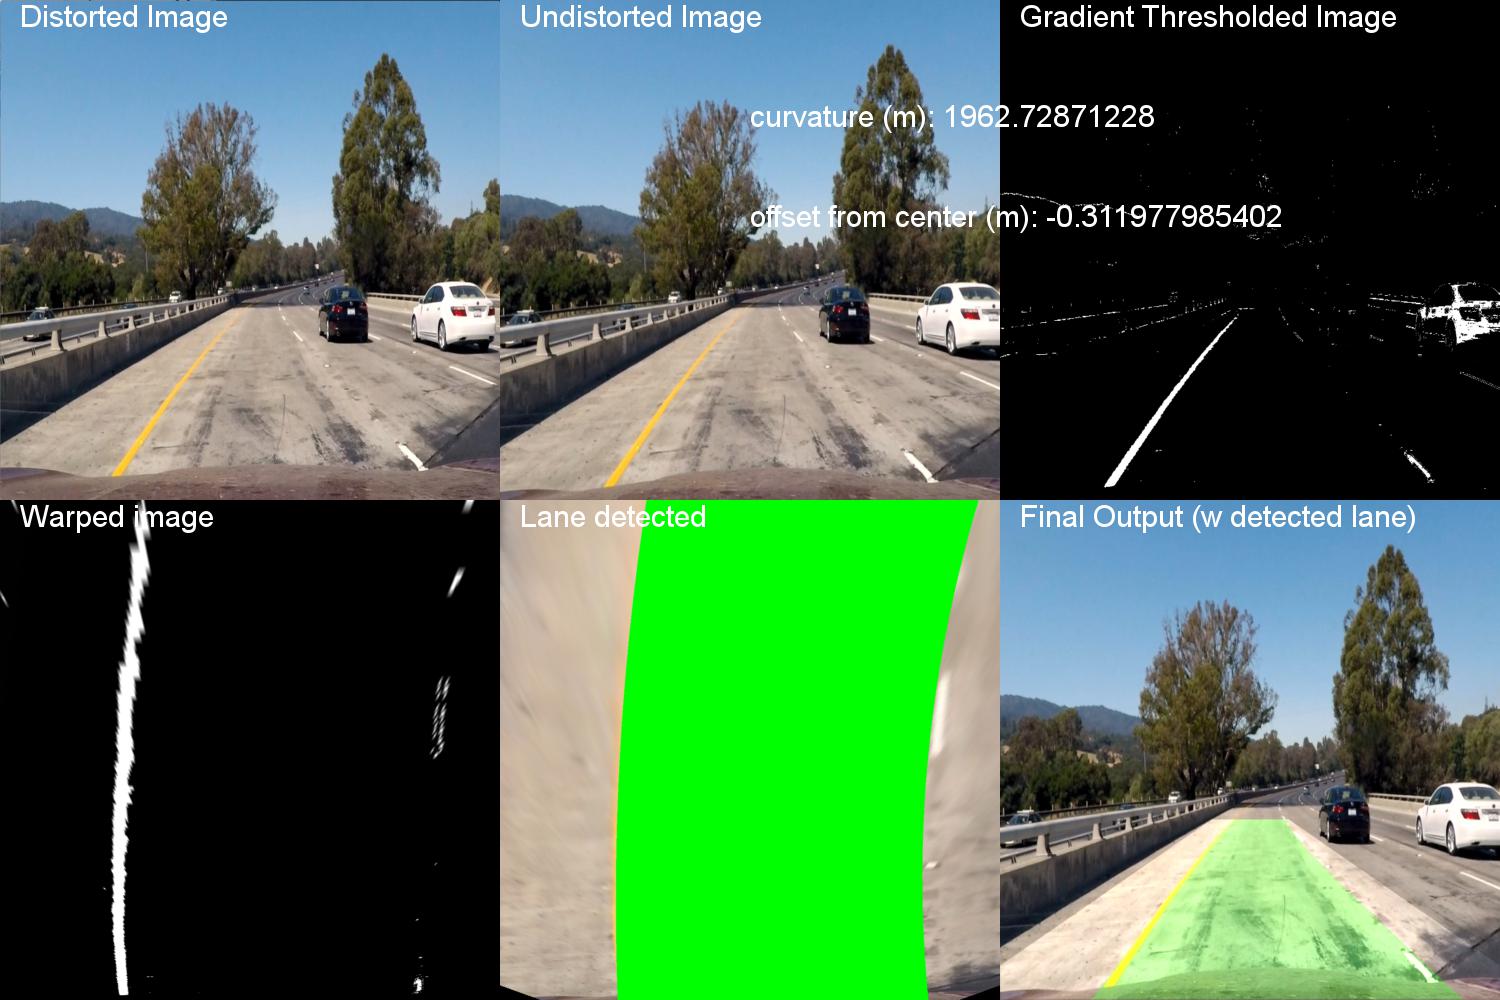 Distorted Image
Undistorted Image
Gradient Thresholded Image
curvature (m): 1962.72871228
offset from center (m): -0.311977985402
Warped image
Lane detected
Final Output (w detected lane)